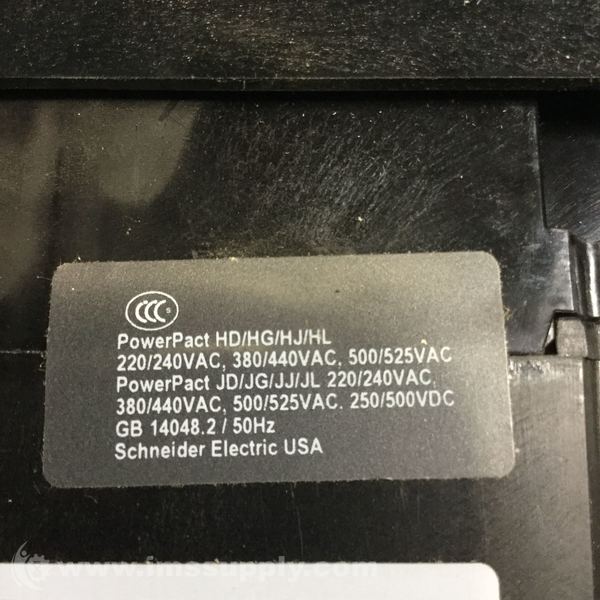 CCC S
PowerPact HD/HG/HJ/HL
220/240VAC, 380/440VAC, 500/525VAC
PowerPact JD/JG/JJ/JL 220/240VAC,
380/440VAC, 500/525VAC. 250/500VDC
GB 14048.2 / 50Hz
Schneider Electric USA
www.imssupply.com